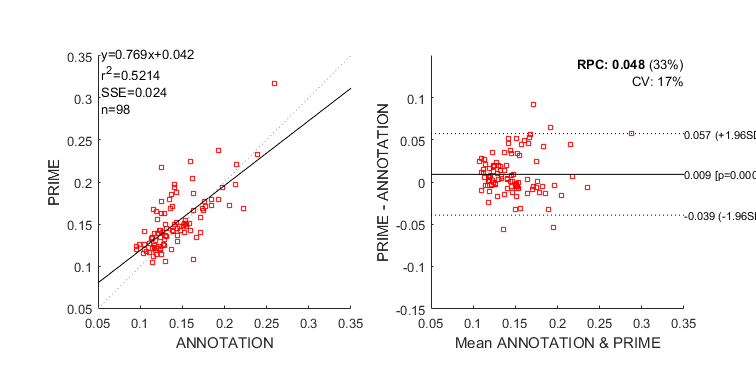 y=0.769x+0.042
r²=0.5214
SSE=0.024
n=98
0.35
0.3
0.25
0.2
0.15
0.1
0.05
PRIME
0.05 0.1 0.15 0.2 0.25 0.3 0.35
ANNOTATION
RPC: 0.048 (33%)
CV: 17%
0.1
0.05
0
-0.05
-0.1
-0.15
PRIME - ANNOTATION
0.057 (+1.96SD
0.009 [p=0.000
-0.039 (-1.96SD
0.05 0.1 0.15 0.2 0.25 0.3 0.35
Mean ANNOTATION & PRIME